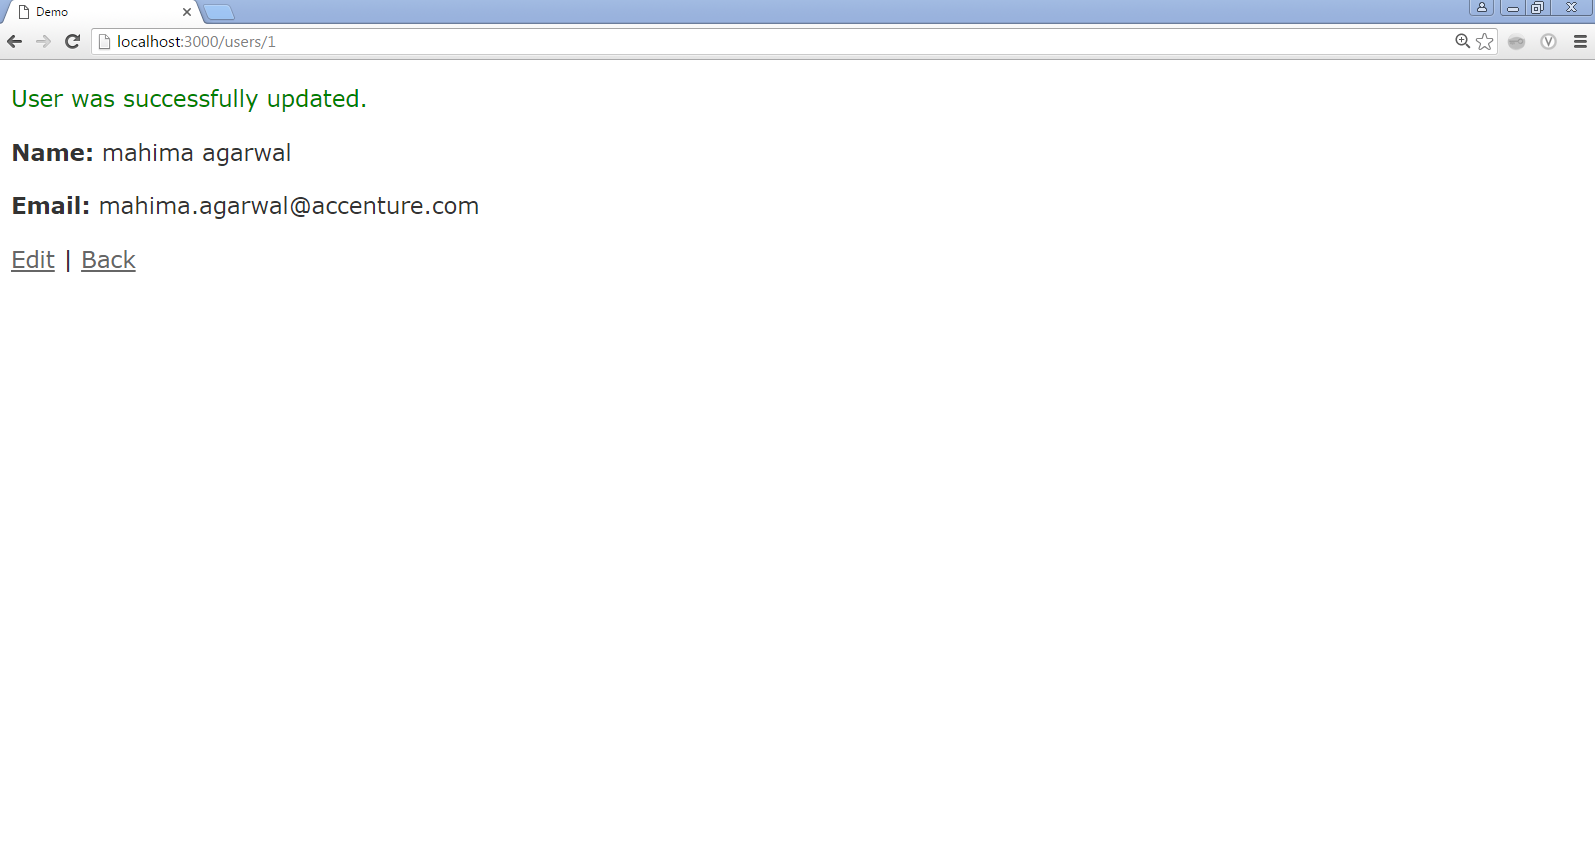 Demo
localhost:3000/users/1
User was successfully updated.
Name: mahima agarwal
Email: mahima.agarwal@accenture.com
Edit | Back